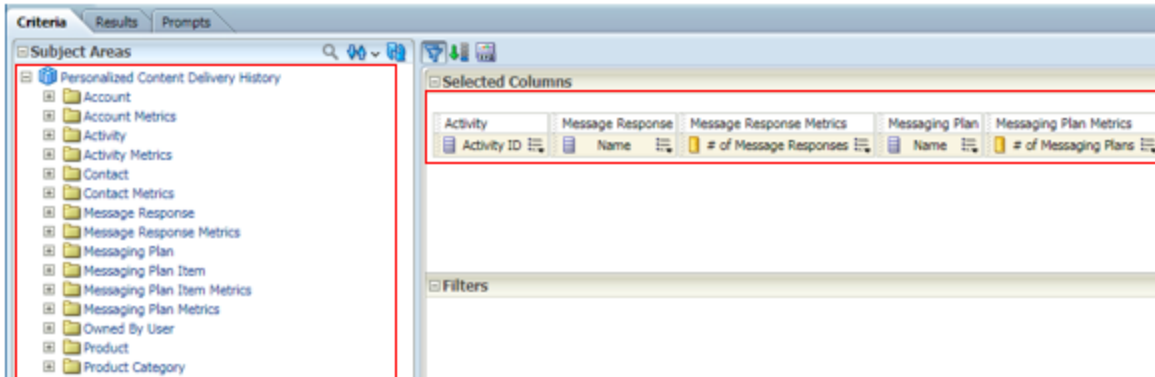 Criteria Results Prompts
Subject Areas
Personalized Content Delivery History
Account
Account Metrics
Activity
Activity Metrics
Contact
Contact Metrics
Message Response
Message Response Metrics
Messaging Plan
Messaging Plan Item
Messaging Plan Item Metrics
Messaging Plan Metrics
Owned By User
Product
Product Category
Selected Columns
Activity Message Response Message Response Metrics Messaging Plan Messaging Plan Metrics
Activity ID Name # of Message Responses Name # of Messaging Plans
Filters